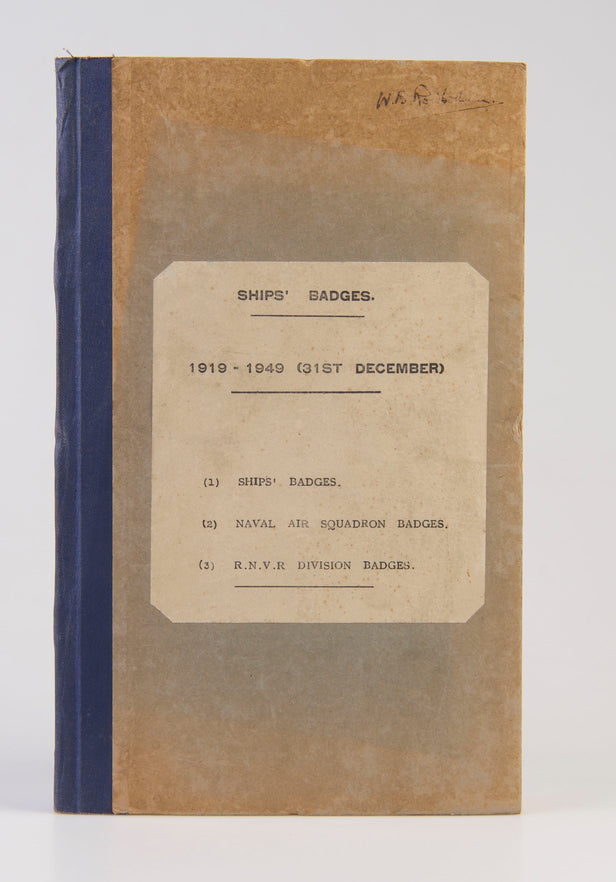 SHIPS' BADGES.
1919 - 1949 (31ST DECEMBER)
(1) SHIPS' BADGES.
(2) NAVAL AIR SQUADRON BADGES.
(3) R.N.V.R DIVISION BADGES.